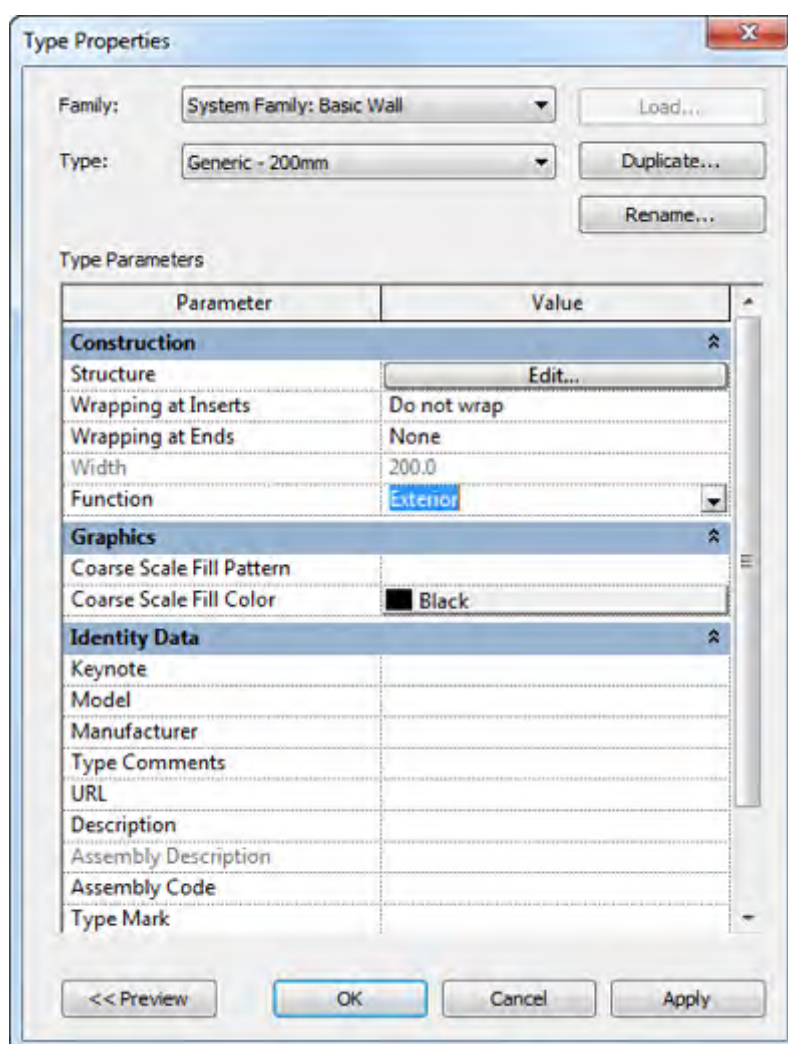 Type Properties
Family: System Family: Basic Wall Load...
Type: Generic - 200mm Duplicate...
Rename...
Type Parameters
Parameter Value
Construction
Structure Edit...
Wrapping at Inserts Do not wrap
Wrapping at Ends None
Width 200.0
Function Exterior
Graphics
Coarse Scale Fill Pattern
Coarse Scale Fill Color Black
Identity Data
Keynote
Model
Manufacturer
Type Comments
URL
Description
Assembly Description
Assembly Code
Type Mark
<< Preview OK Cancel Apply